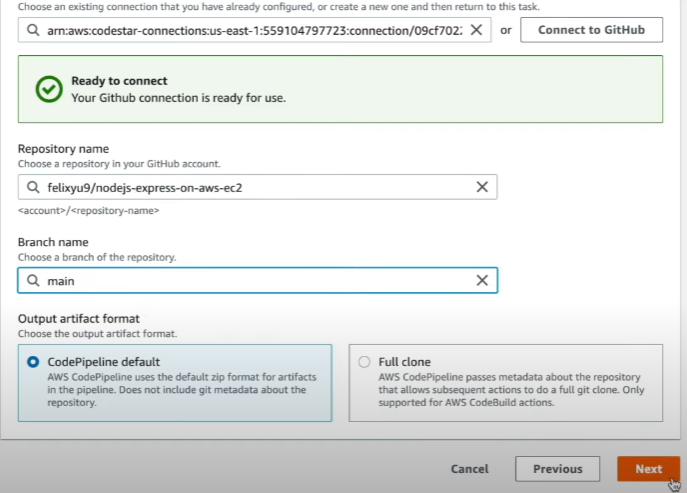 Choose an existing connection that you have already configured, or create a new one and then return to this task.
arn:aws:codestar-connections:us-east-1:559104797723:connection/09cf702
or
Connect to GitHub
Ready to connect
Your Github connection is ready for use.
Repository name
Choose a repository in your GitHub account.
felixyu9/nodejs-express-on-aws-ec2
<account>/<repository-name>
Branch name
Choose a branch of the repository.
main
Output artifact format
Choose the output artifact format.
CodePipeline default
AWS CodePipeline uses the default zip format for artifacts
in the pipeline. Does not include git metadata about the
repository.
Full clone
AWS CodePipeline passes metadata about the repository
that allows subsequent actions to do a full git clone. Only
supported for AWS CodeBuild actions.
Cancel
Previous
Next